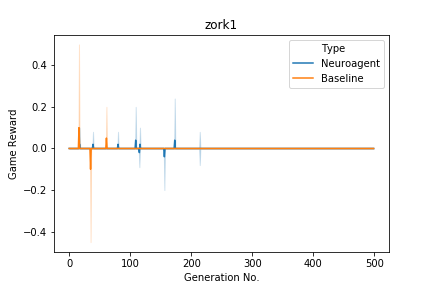 zork1
Type
Neuroagent
Baseline
Game Reward
0.4
0.2
0.0
−0.2
−0.4
0
100
200
300
400
500
Generation No.